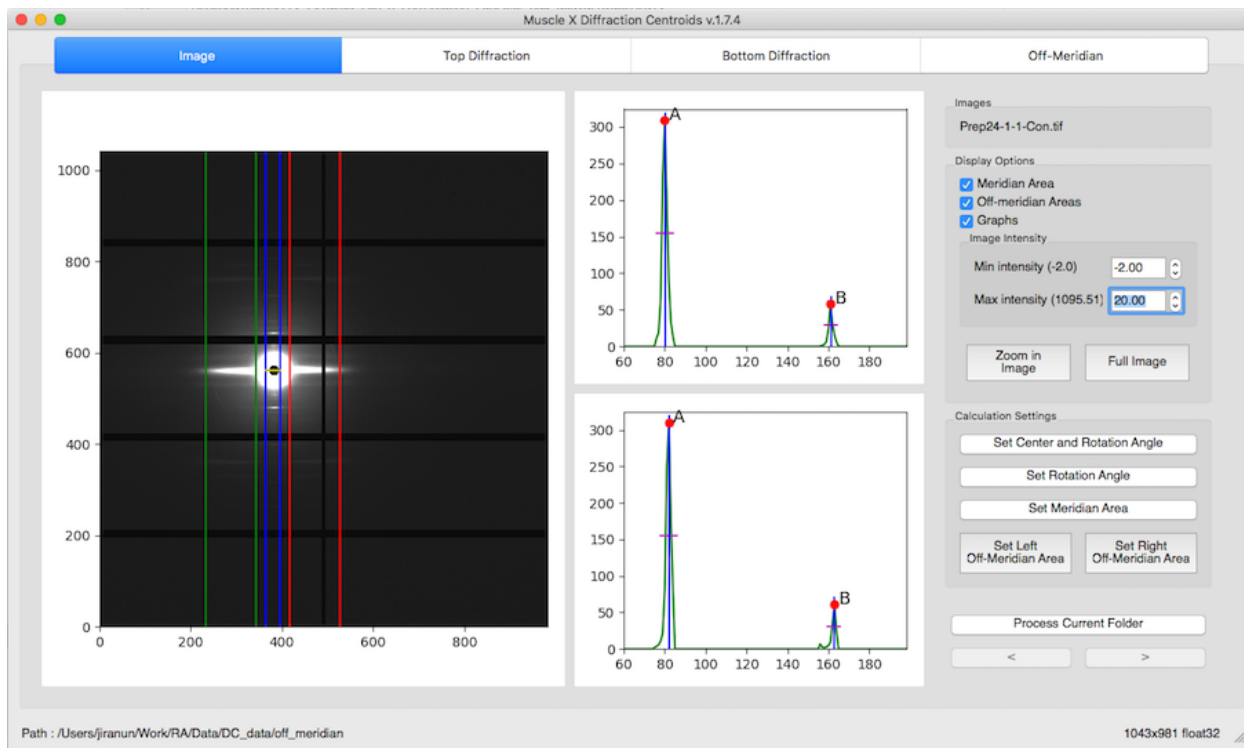 Muscle X Diffraction Centroids v.1.7.4
Image
Top Diffraction
Bottom Diffraction
Off-Meridian
1000
800
600
400
200
0
0 200 400 600 800
300
250
200
150
100
50
0
60 80 100 120 140 160 180
A
B
300
250
200
150
100
50
0
60 80 100 120 140 160 180
A
B
Images
Prep24-1-1-Con.tif
Display Options
Meridian Area
Off-meridian Areas
Graphs
Image Intensity
Min intensity (-2.0) -2.00
Max intensity (1095.51) 20.00
Zoom in
Image
Full Image
Calculation Settings
Set Center and Rotation Angle
Set Rotation Angle
Set Meridian Area
Set Left
Off-Meridian Area
Set Right
Off-Meridian Area
Process Current Folder
< >
Path : /Users/jiranun/Work/RA/Data/DC_data/off_meridian
1043x981 float32